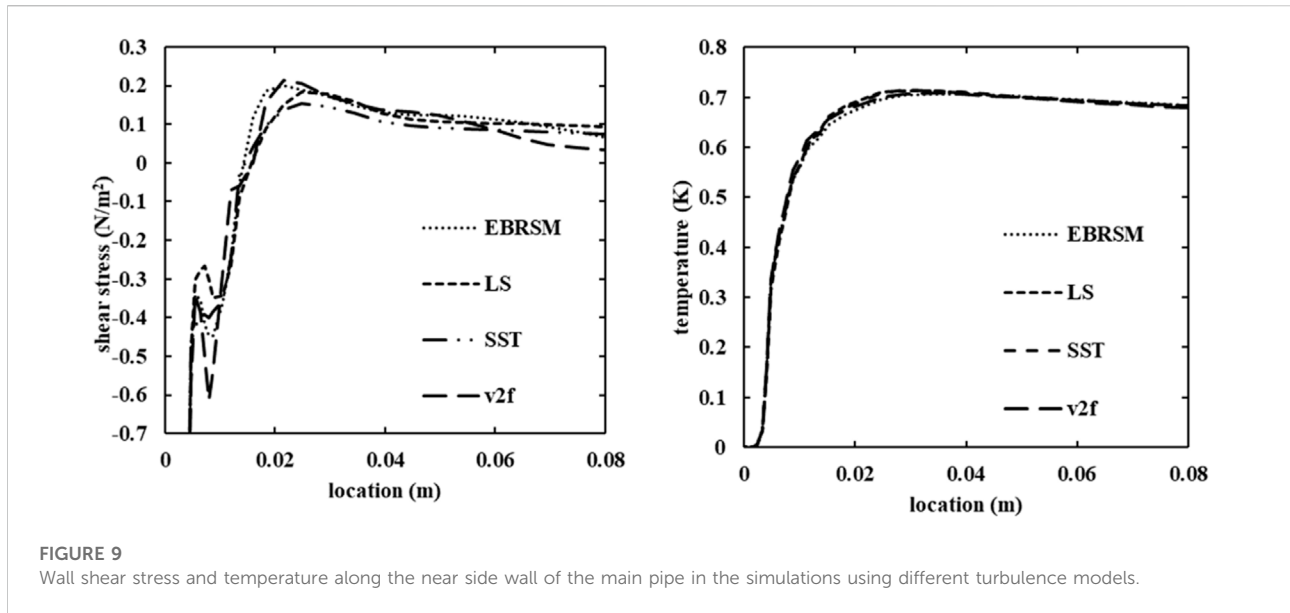 0.3
0.2
0.1
0
-0.1
-0.2
-0.3
-0.4
-0.5
-0.6
-0.7
shear stress (N/m²)
EBRSM
LS
SST
v2f
0
0.02
0.04
0.06
0.08
location (m)
0.8
0.7
0.6
0.5
0.4
0.3
0.2
0.1
0
temperature (K)
EBRSM
LS
SST
v2f
0
0.02
0.04
0.06
0.08
location (m)
FIGURE 9
Wall shear stress and temperature along the near side wall of the main pipe in the simulations using different turbulence models.